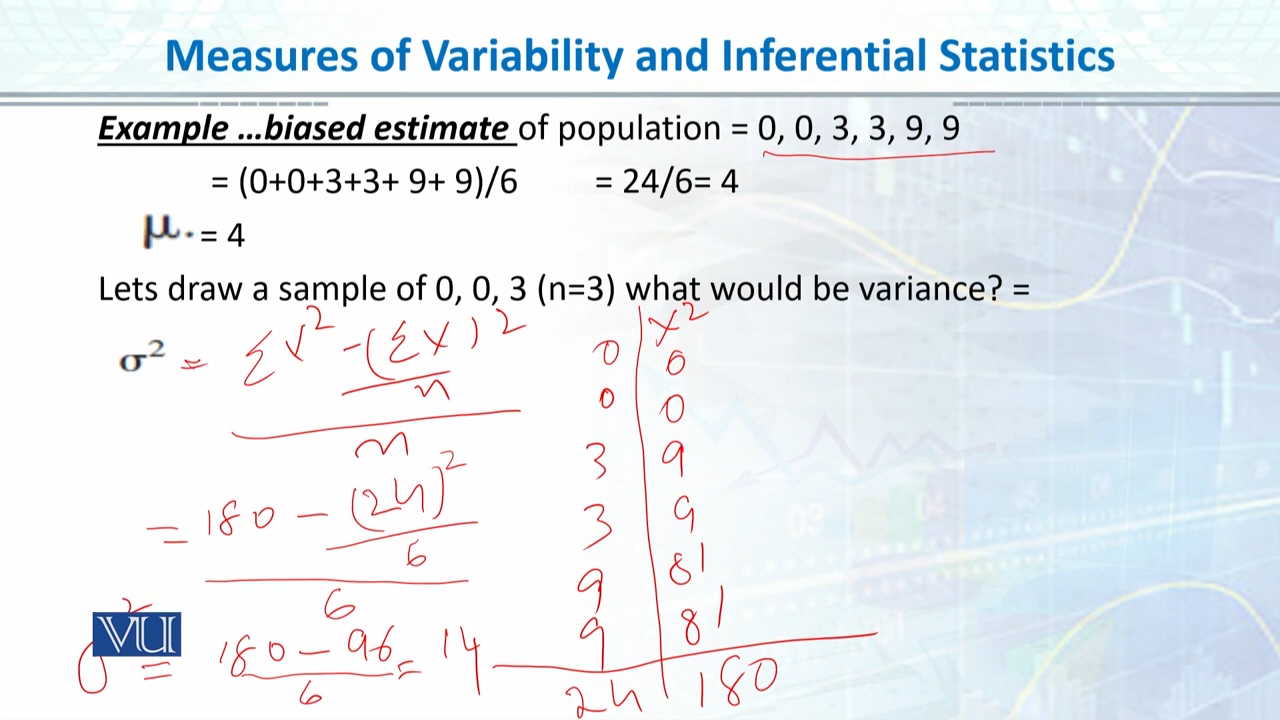 Measures of Variability and Inferential Statistics
Example …biased estimate of population = 0, 0, 3, 3, 9, 9
= (0+0+3+3+ 9+ 9)/6 = 24/6= 4
μ. = 4
Lets draw a sample of 0, 0, 3 (n=3) what would be variance? =
σ² = Σx² - (Σx)²
n
n
= 180 - (24)²
6
6
σ² = 180 - 96 = 14
6
x²
0 0
0 0
3 9
3 9
9 81
9 81
24 180
VU